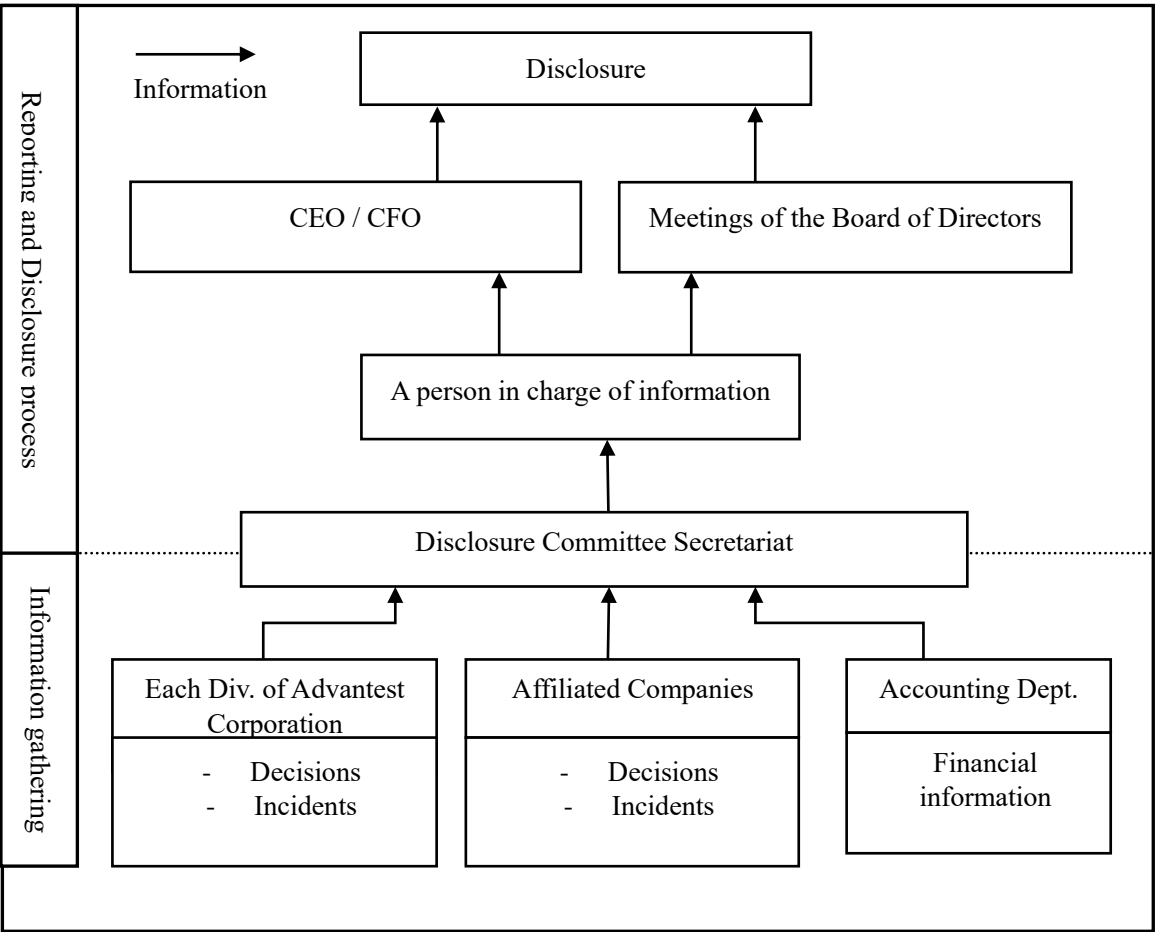 Reporting and Disclosure process
Information
Disclosure
CEO / CFO
Meetings of the Board of Directors
A person in charge of information
Disclosure Committee Secretariat
Information gathering
Each Div. of Advantest
Corporation
- Decisions
- Incidents
Affiliated Companies
- Decisions
- Incidents
Accounting Dept.
Financial
information